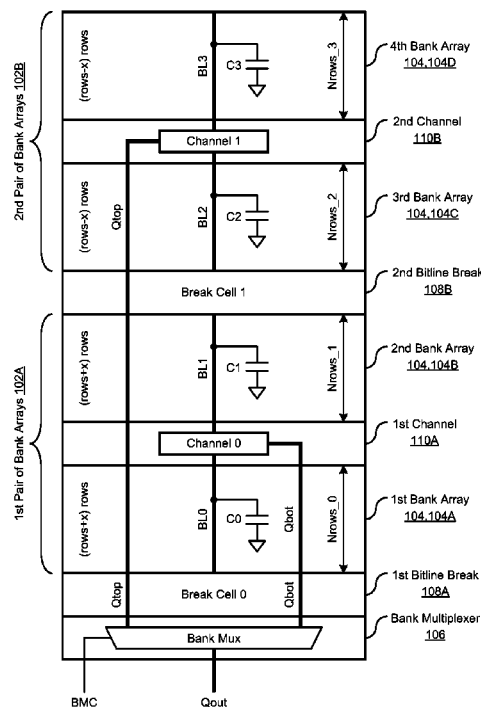 2nd Pair of Bank Arrays 102B
(rows-x) rows
BL3
C3
Nrows_3
4th Bank Array
104,104D
Channel 1
2nd Channel
110B
Qtop
(rows-x) rows
BL2
C2
Nrows_2
3rd Bank Array
104,104C
Break Cell 1
2nd Bitline Break
108B
1st Pair of Bank Arrays 102A
(rows+x) rows
BL1
C1
Nrows_1
2nd Bank Array
104,104B
Channel 0
1st Channel
110A
(rows+x) rows
BL0
C0
Qbot
Nrows_0
1st Bank Array
104,104A
Qtop
Break Cell 0
Qbot
1st Bitline Break
108A
Bank Mux
Bank Multiplexer
106
BMC
Qout